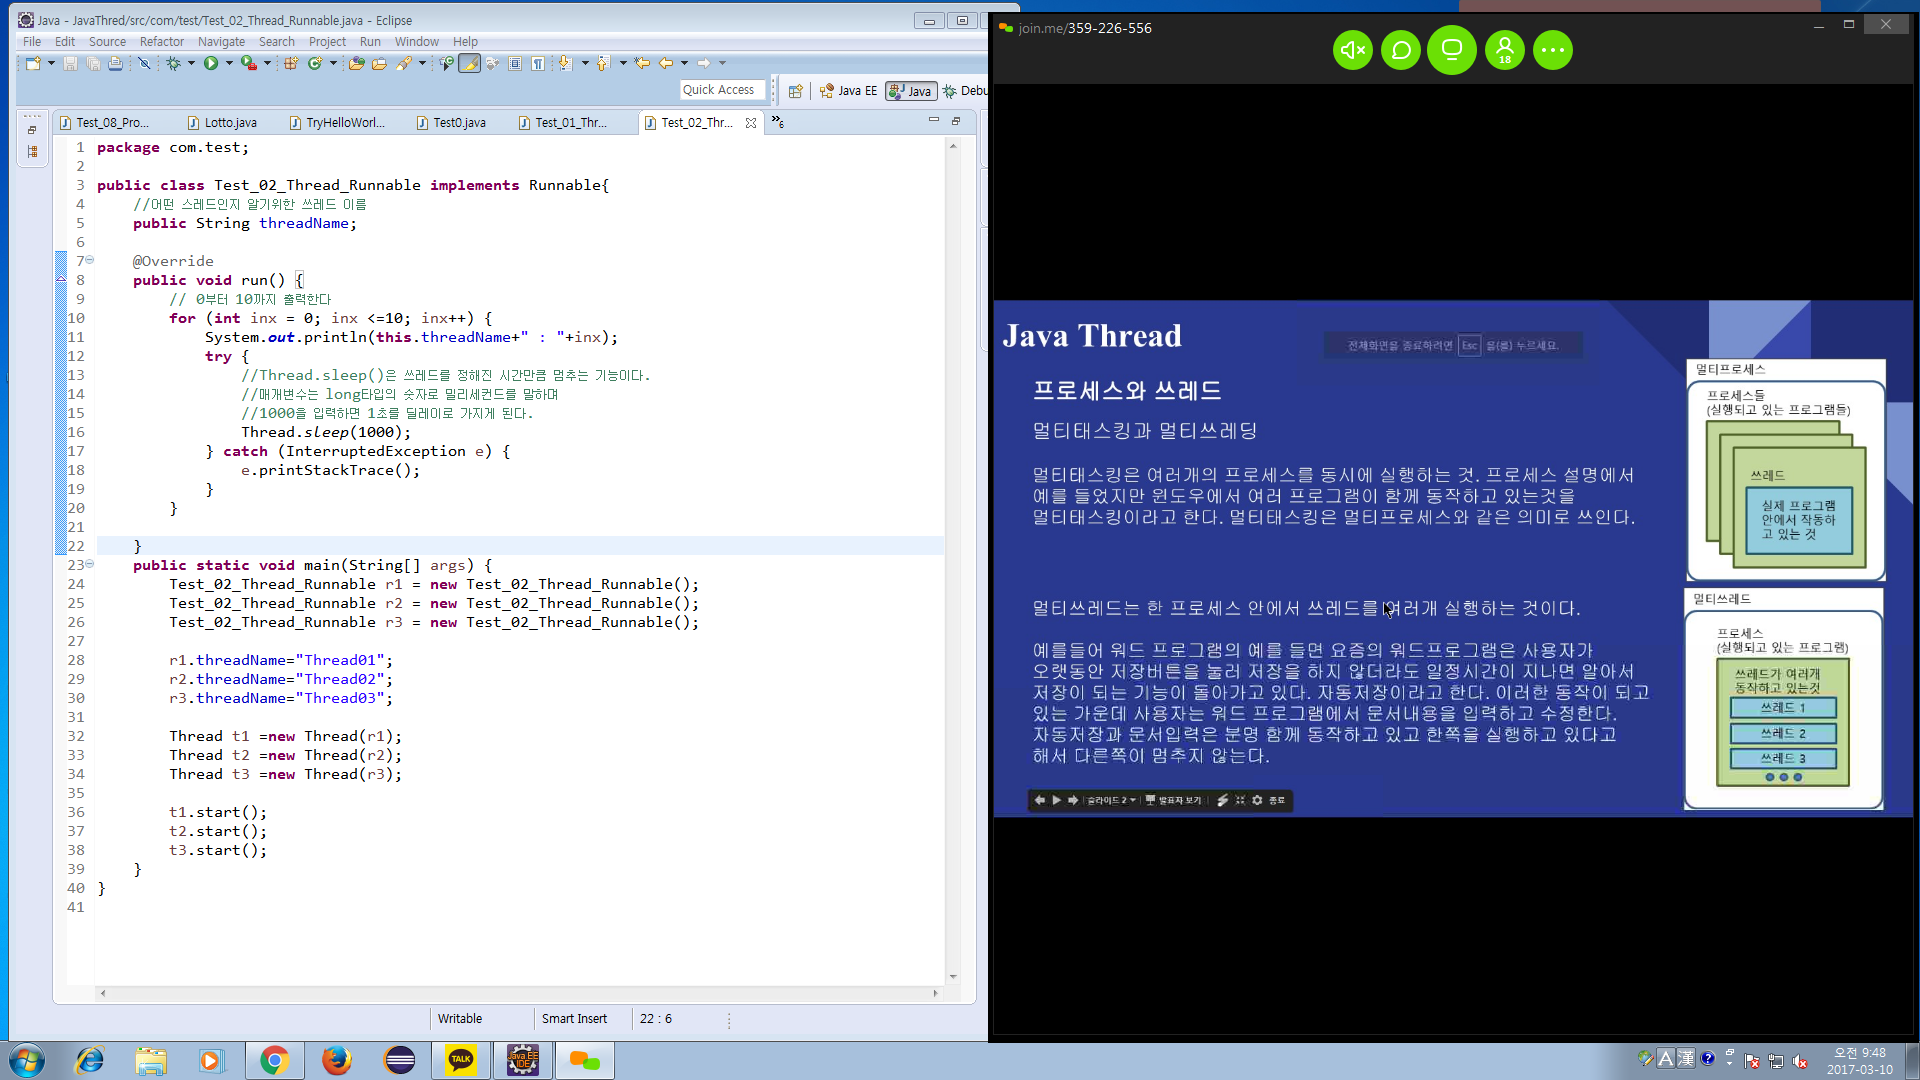 Java - JavaThred/src/com/test/Test_02_Thread_Runnable.java - Eclipse
File Edit Source Refactor Navigate Search Project Run Window Help
Quick Access
Java EE
Java
Debu
Test_08_Pro...
Lotto.java
TryHelloWorl...
Test0.java
Test_01_Thr...
Test_02_Thr...
»6
1 package com.test;
2
3 public class Test_02_Thread_Runnable implements Runnable{
4 //어떤 스레드인지 알기위한 쓰레드 이름
5 public String threadName;
6
7 @Override
8 public void run() {
9 // 0부터 10까지 출력한다
10 for (int inx = 0; inx <=10; inx++) {
11 System.out.println(this.threadName+" : "+inx);
12 try {
13 //Thread.sleep()은 쓰레드를 정해진 시간만큼 멈추는 기능이다.
14 //매개변수는 long타입의 숫자로 밀리세컨드를 말하며
15 //1000을 입력하면 1초를 딜레이로 가지게 된다.
16 Thread.sleep(1000);
17 } catch (InterruptedException e) {
18 e.printStackTrace();
19 }
20 }
21
22 }
23 public static void main(String[] args) {
24 Test_02_Thread_Runnable r1 = new Test_02_Thread_Runnable();
25 Test_02_Thread_Runnable r2 = new Test_02_Thread_Runnable();
26 Test_02_Thread_Runnable r3 = new Test_02_Thread_Runnable();
27
28 r1.threadName="Thread01";
29 r2.threadName="Thread02";
30 r3.threadName="Thread03";
31
32 Thread t1 =new Thread(r1);
33 Thread t2 =new Thread(r2);
34 Thread t3 =new Thread(r3);
35
36 t1.start();
37 t2.start();
38 t3.start();
39 }
40 }
41
Writable
Smart Insert
22 : 6
join.me/359-226-556
18
Java Thread
전체화면을 종료하려면 Esc 을(를) 누르세요.
프로세스와 쓰레드
멀티태스킹과 멀티쓰레딩
멀티태스킹은 여러개의 프로세스를 동시에 실행하는 것. 프로세스 설명에서
예를 들었지만 윈도우에서 여러 프로그램이 함께 동작하고 있는것을
멀티태스킹이라고 한다. 멀티태스킹은 멀티프로세스와 같은 의미로 쓰인다.
멀티쓰레드는 한 프로세스 안에서 쓰레드를 여러개 실행하는 것이다.
예를들어 워드 프로그램의 예를 들면 요즘의 워드프로그램은 사용자가
오랫동안 저장버튼을 눌러 저장을 하지 않더라도 일정시간이 지나면 알아서
저장이 되는 기능이 돌아가고 있다. 자동저장이라고 한다. 이러한 동작이 되고
있는 가운데 사용자는 워드 프로그램에서 문서내용을 입력하고 수정한다.
자동저장과 문서입력은 분명 함께 동작하고 있고 한쪽을 실행하고 있다고
해서 다른쪽이 멈추지 않는다.
멀티프로세스
프로세스들
(실행되고 있는 프로그램들)
쓰레드
실제 프로그램
안에서 작동하
고 있는 것
멀티쓰레드
프로세스
(실행되고 있는 프로그램)
쓰레드가 여러개
동작하고 있는것
쓰레드 1
쓰레드 2
쓰레드 3
슬라이드 2
발표자 보기
종료
TALK
Java EE
IDE
A 漢
오전 9:48
2017-03-10